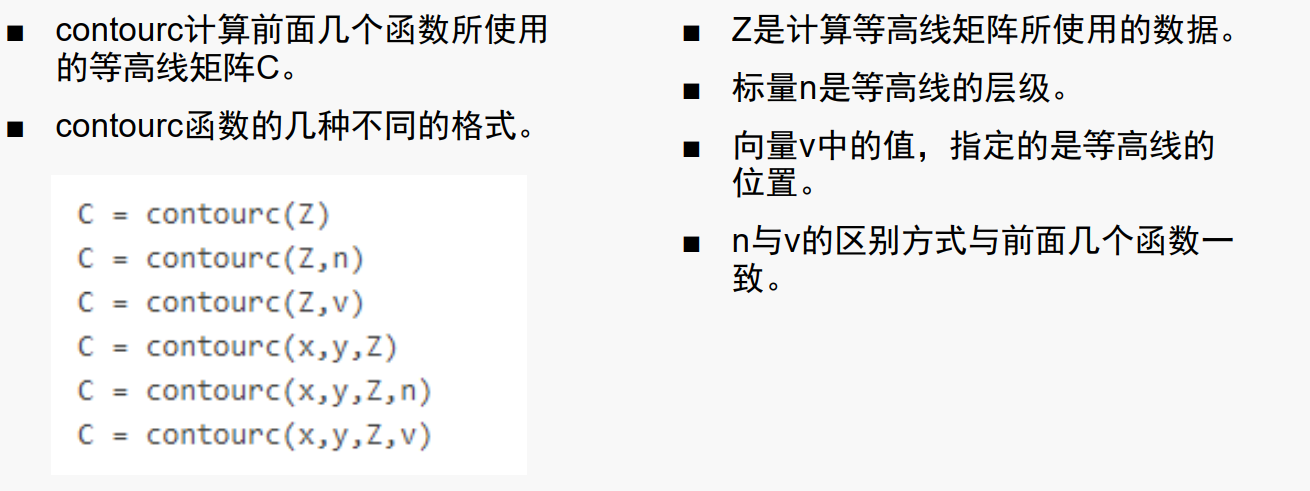 ■ contourc计算前面几个函数所使用
的等高线矩阵C。
■ contourc函数的几种不同的格式。
C = contourc(Z)
C = contourc(Z,n)
C = contourc(Z,v)
C = contourc(x,y,Z)
C = contourc(x,y,Z,n)
C = contourc(x,y,Z,v)
■ Z是计算等高线矩阵所使用的数据。
■ 标量n是等高线的层级。
■ 向量v中的值，指定的是等高线的
位置。
■ n与v的区别方式与前面几个函数一
致。